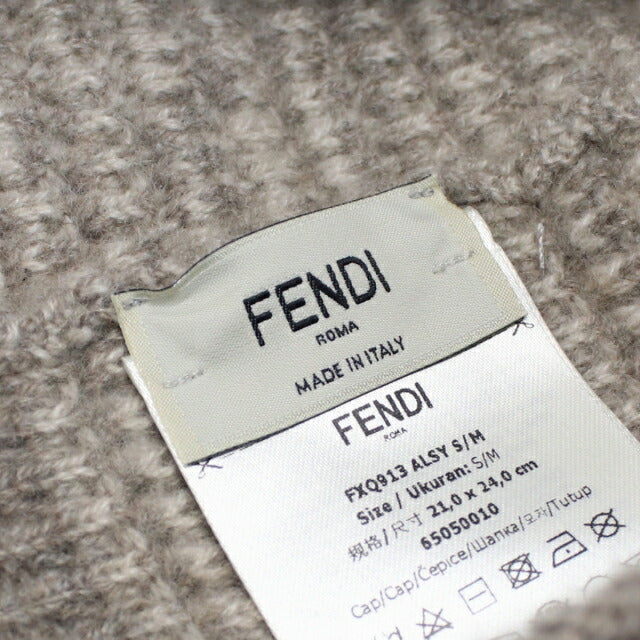 FENDI
ROMA
MADE IN ITALY
FENDI
ROMA
FXQ913 ALSY S/M
Size / Ukuran: S/M
规格/尺寸 21,0 x 24,0 cm
65050010
Cap/Cap/Čepice/Шапка/모자/Tutup